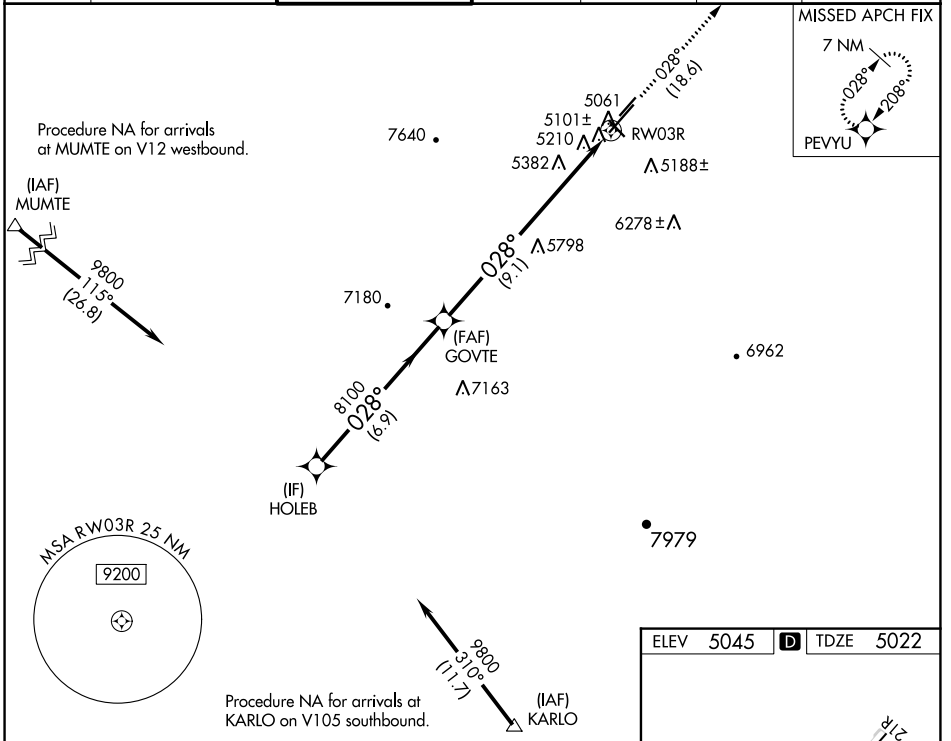 MISSED APCH FIX
7 NM
028°
208°
PEVYU
028°
(18.6)
Procedure NA for arrivals
at MUMTE on V12 westbound.
(IAF)
MUMTE
9800
115°
(26.8)
7640
5061
5101±
5210
5382
RW03R
5188±
6278±
5798
028°
(9.1)
7180
(FAF)
GOVTE
6962
7163
8100
028°
(6.9)
(IF)
HOLEB
7979
MSA RW03R 25 NM
9200
9800
310°
(11.7)
(IAF)
KARLO
Procedure NA for arrivals at
KARLO on V105 southbound.
ELEV 5045 D TDZE 5022
21R